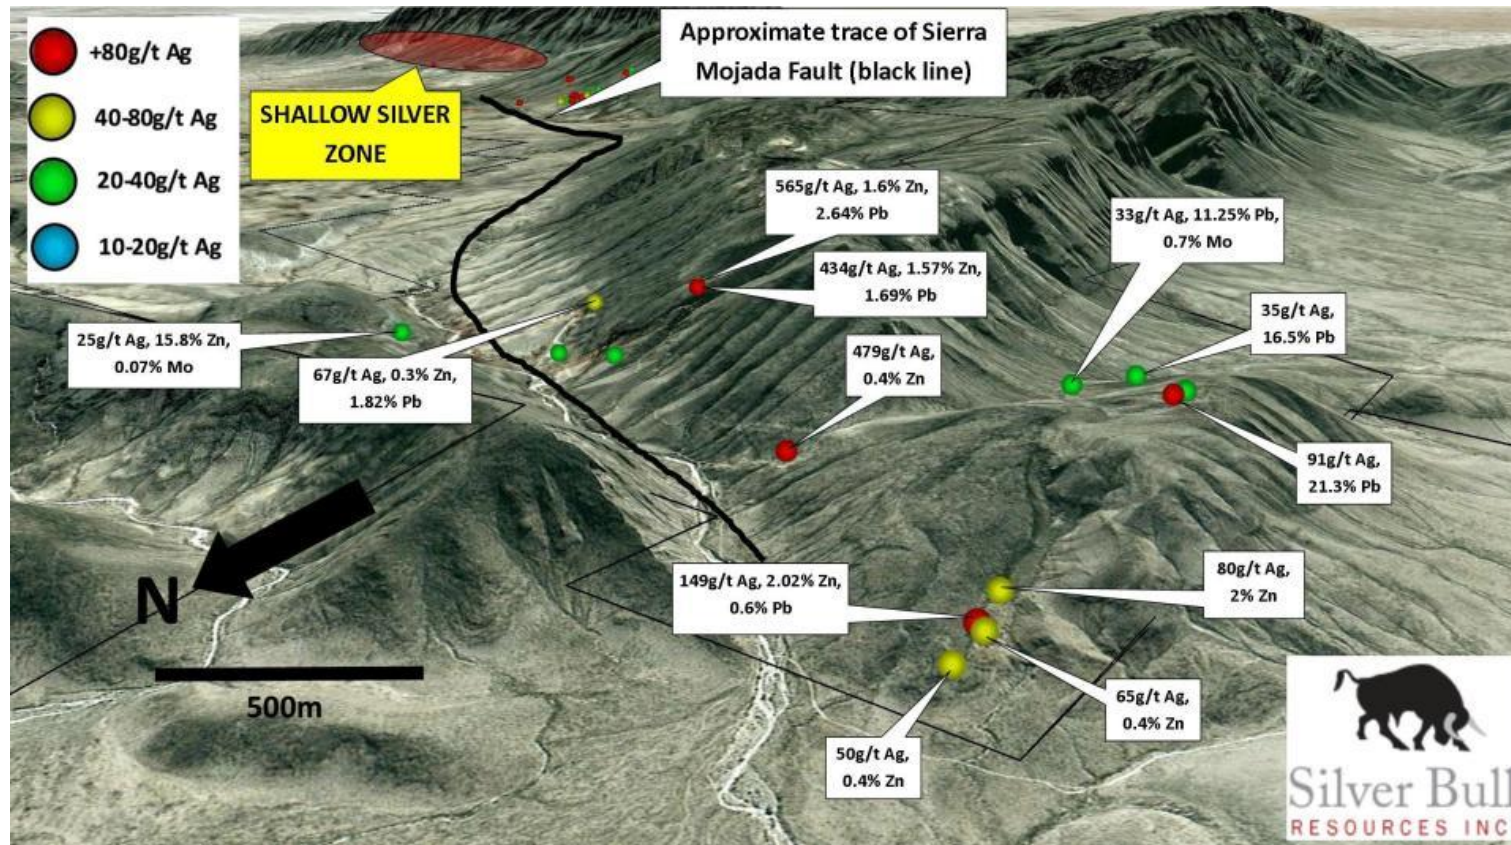 +80g/t Ag
40-80g/t Ag
20-40g/t Ag
10-20g/t Ag
SHALLOW SILVER
ZONE
Approximate trace of Sierra
Mojada Fault (black line)
565g/t Ag, 1.6% Zn,
2.64% Pb
33g/t Ag, 11.25% Pb,
0.7% Mo
434g/t Ag, 1.57% Zn,
1.69% Pb
35g/t Ag,
16.5% Pb
25g/t Ag, 15.8% Zn,
0.07% Mo
67g/t Ag, 0.3% Zn,
1.82% Pb
479g/t Ag,
0.4% Zn
91g/t Ag,
21.3% Pb
N
149g/t Ag, 2.02% Zn,
0.6% Pb
80g/t Ag,
2% Zn
500m
65g/t Ag,
0.4% Zn
50g/t Ag,
0.4% Zn
Silver Bull
RESOURCES INC